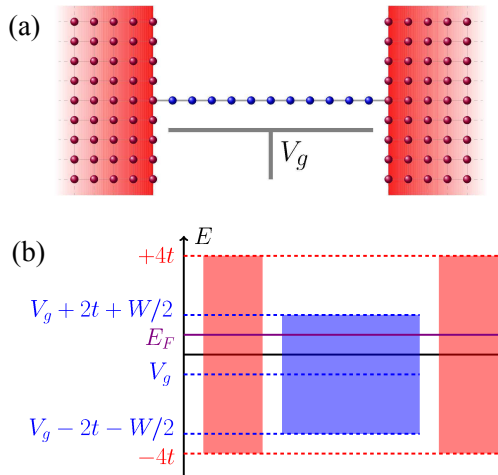 (a)
V_g
(b)
E
+4t
V_g + 2t + W/2
E_F
V_g
V_g − 2t − W/2
−4t